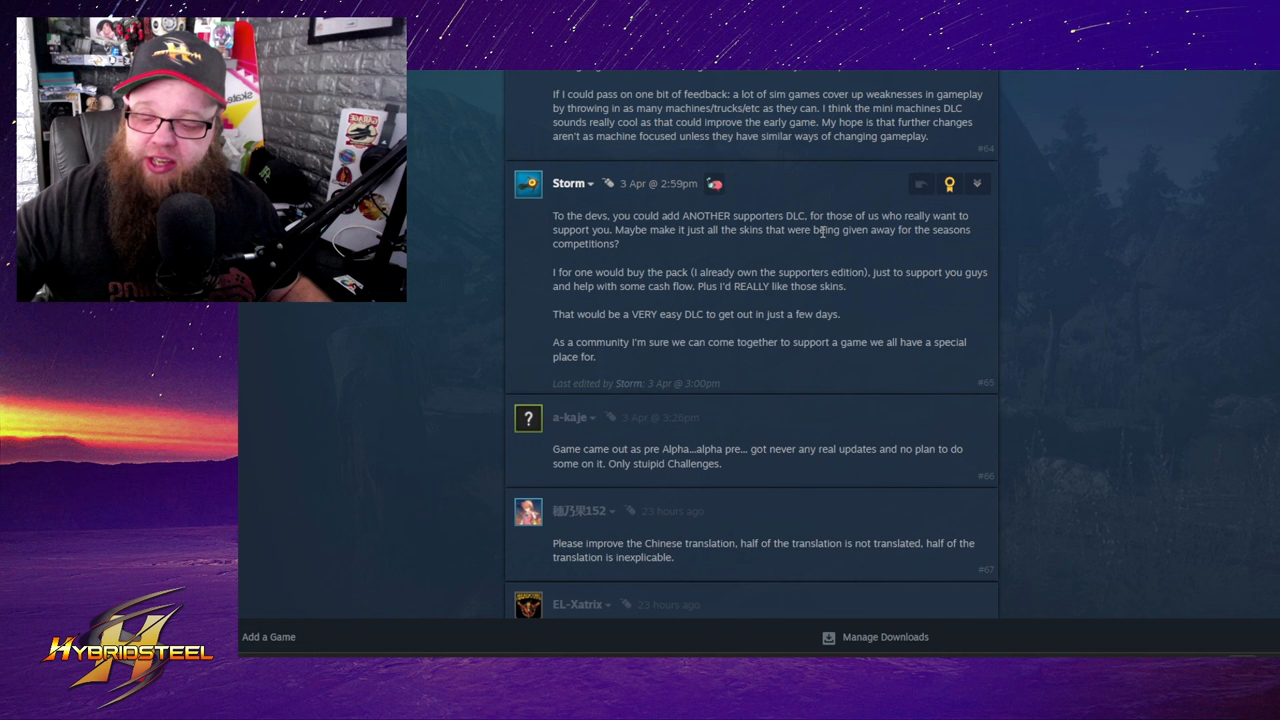 If I could pass on one bit of feedback: a lot of sim games cover up weaknesses in gameplay
by throwing in as many machines/trucks/etc as they can. I think the mini machines DLC
sounds really cool as that could improve the early game. My hope is that further changes
aren't as machine focused unless they have similar ways of changing gameplay.
#64
Storm 3 Apr @ 2:59pm
To the devs, you could add ANOTHER supporters DLC, for those of us who really want to
support you. Maybe make it just all the skins that were being given away for the seasons
competitions?
I for one would buy the pack (I already own the supporters edition), just to support you guys
and help with some cash flow. Plus I'd REALLY like those skins.
That would be a VERY easy DLC to get out in just a few days.
As a community I'm sure we can come together to support a game we all have a special
place for.
Last edited by Storm; 3 Apr @ 3:00pm
#65
a-kaje 3 Apr @ 3:26pm
Game came out as pre Alpha...alpha pre... got never any real updates and no plan to do
some on it. Only stuipid Challenges.
#66
穂乃果152 23 hours ago
Please improve the Chinese translation, half of the translation is not translated, half of the
translation is inexplicable.
#67
EL-Xatrix 23 hours ago
Add a Game
Manage Downloads
HYBRIDSTEEL
skate.
GARAGE